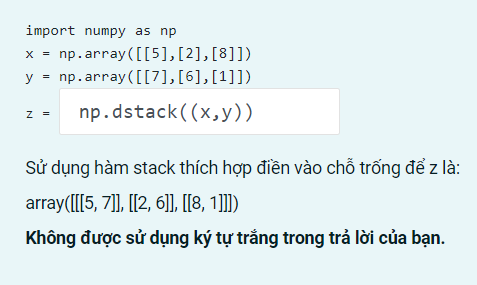 import numpy as np
x = np.array([[5],[2],[8]])
y = np.array([[7],[6],[1]])
z = np.dstack((x,y))
Sử dụng hàm stack thích hợp điền vào chỗ trống để z là:
array([[[5, 7]], [[2, 6]], [[8, 1]]])
Không được sử dụng ký tự trắng trong trả lời của bạn.